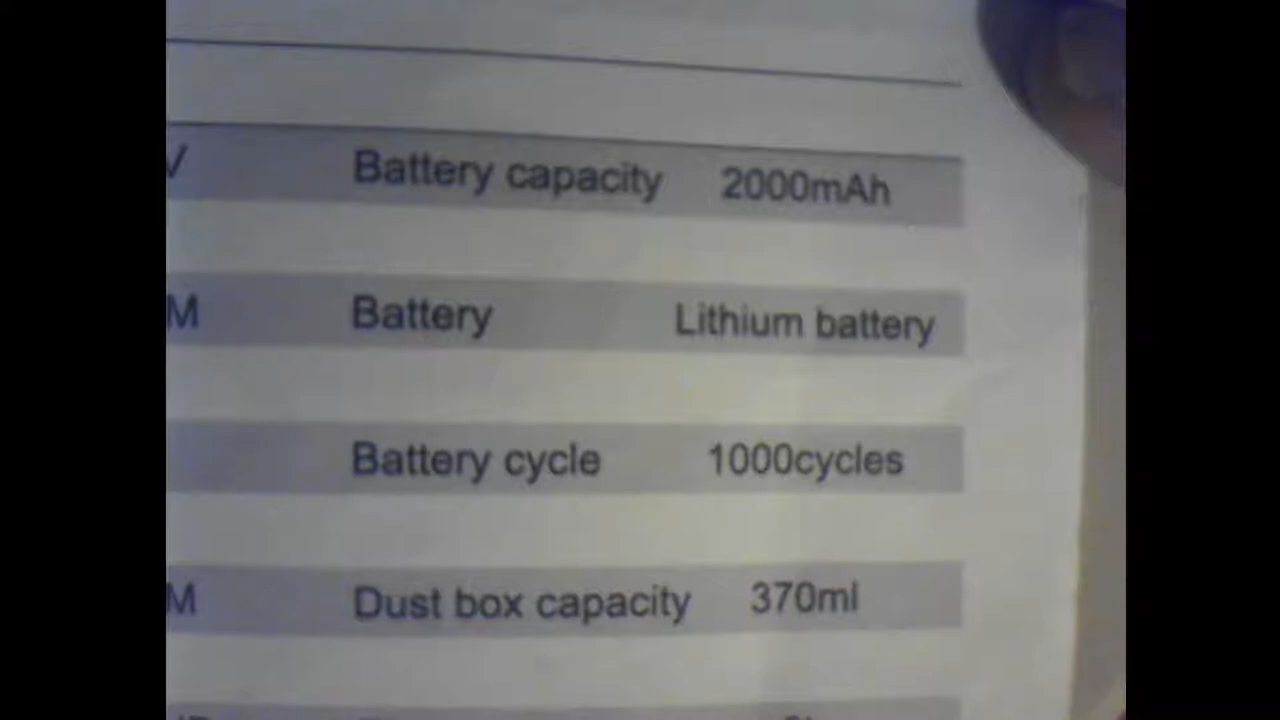 V Battery capacity 2000mAh
M Battery Lithium battery
Battery cycle 1000cycles
M Dust box capacity 370ml